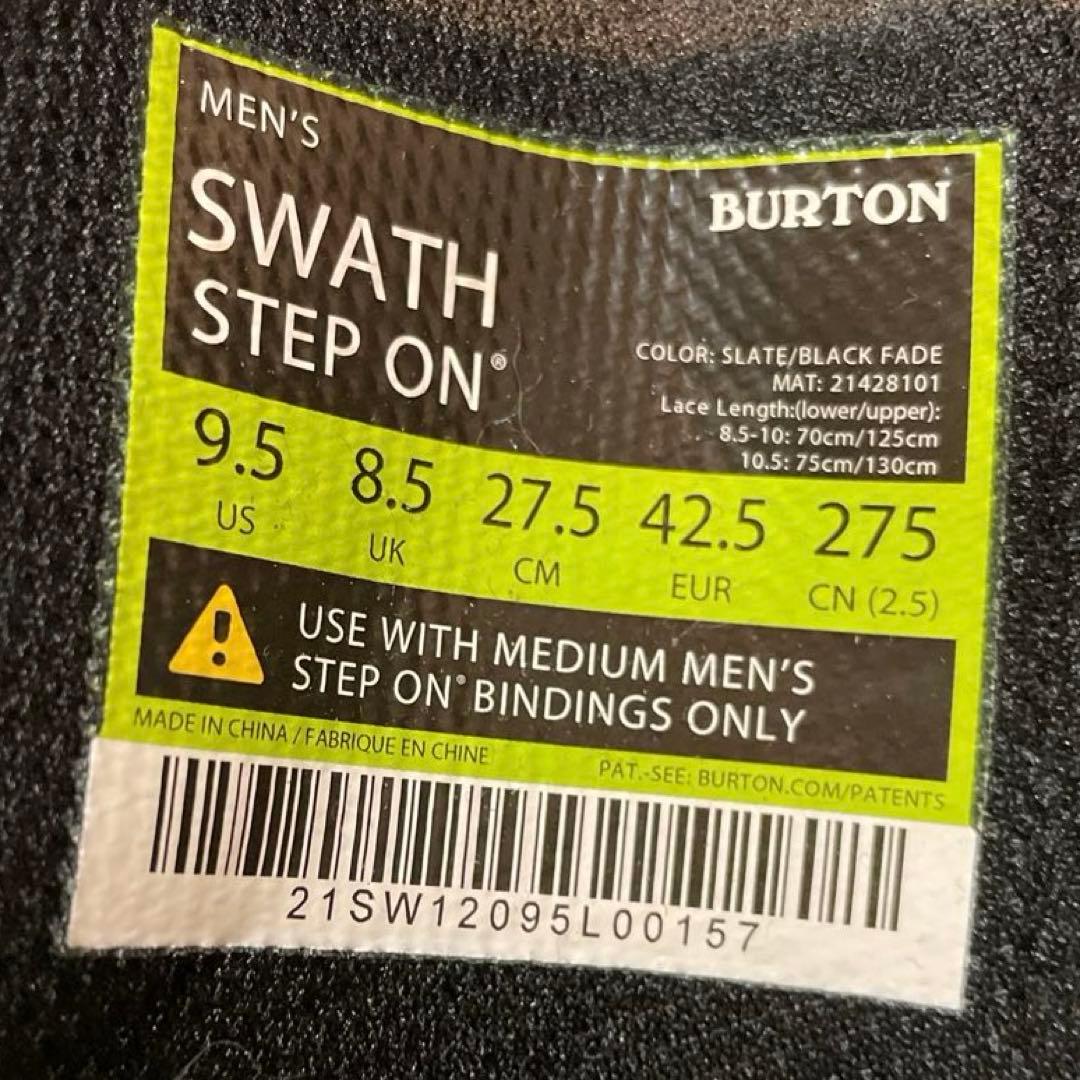 MEN'S
SWATH
STEP ON®
BURTON
COLOR: SLATE/BLACK FADE
MAT: 21428101
Lace Length:(lower/upper):
8.5-10: 70cm/125cm
10.5: 75cm/130cm
9.5 8.5 27.5 42.5 275
US UK CM EUR CN (2.5)
USE WITH MEDIUM MEN'S
STEP ON® BINDINGS ONLY
MADE IN CHINA / FABRIQUE EN CHINE
PAT.-SEE: BURTON.COM/PATENTS
21SW12095L00157